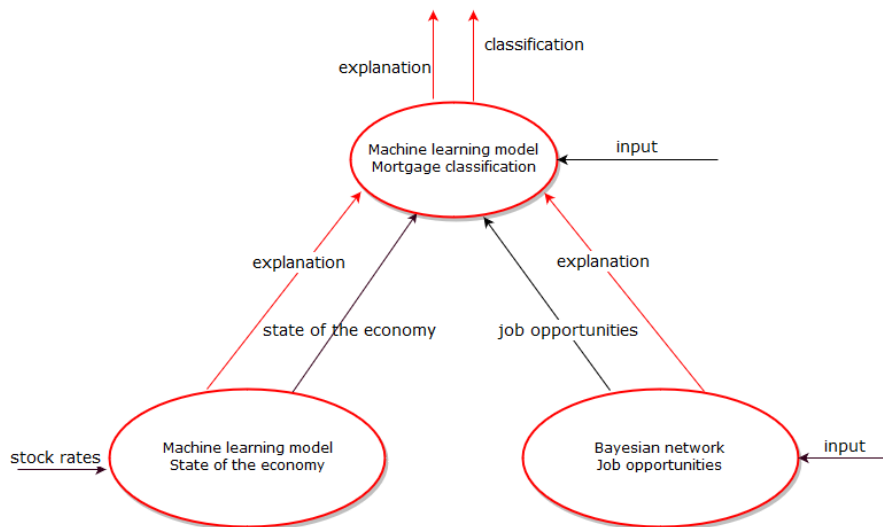 classification
explanation
Machine learning model
Mortgage classification
input
explanation
explanation
state of the economy
job opportunities
stock rates
Machine learning model
State of the economy
Bayesian network
Job opportunities
input